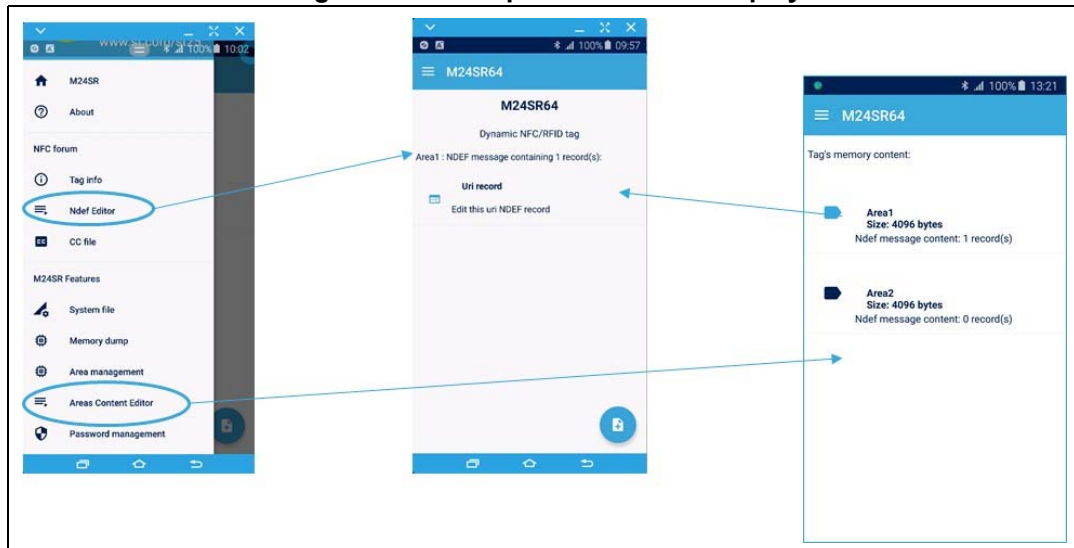 100% 10:02
M24SR
About
NFC forum
Tag info
Ndef Editor
CC file
M24SR Features
System file
Memory dump
Area management
Areas Content Editor
Password management
100% 09:57
M24SR64
M24SR64
Dynamic NFC/RFID tag
Area1 : NDEF message containing 1 record(s):
Uri record
Edit this uri NDEF record
100% 13:21
M24SR64
Tag's memory content:
Area1
Size: 4096 bytes
Ndef message content: 1 record(s)
Area2
Size: 4096 bytes
Ndef message content: 0 record(s)